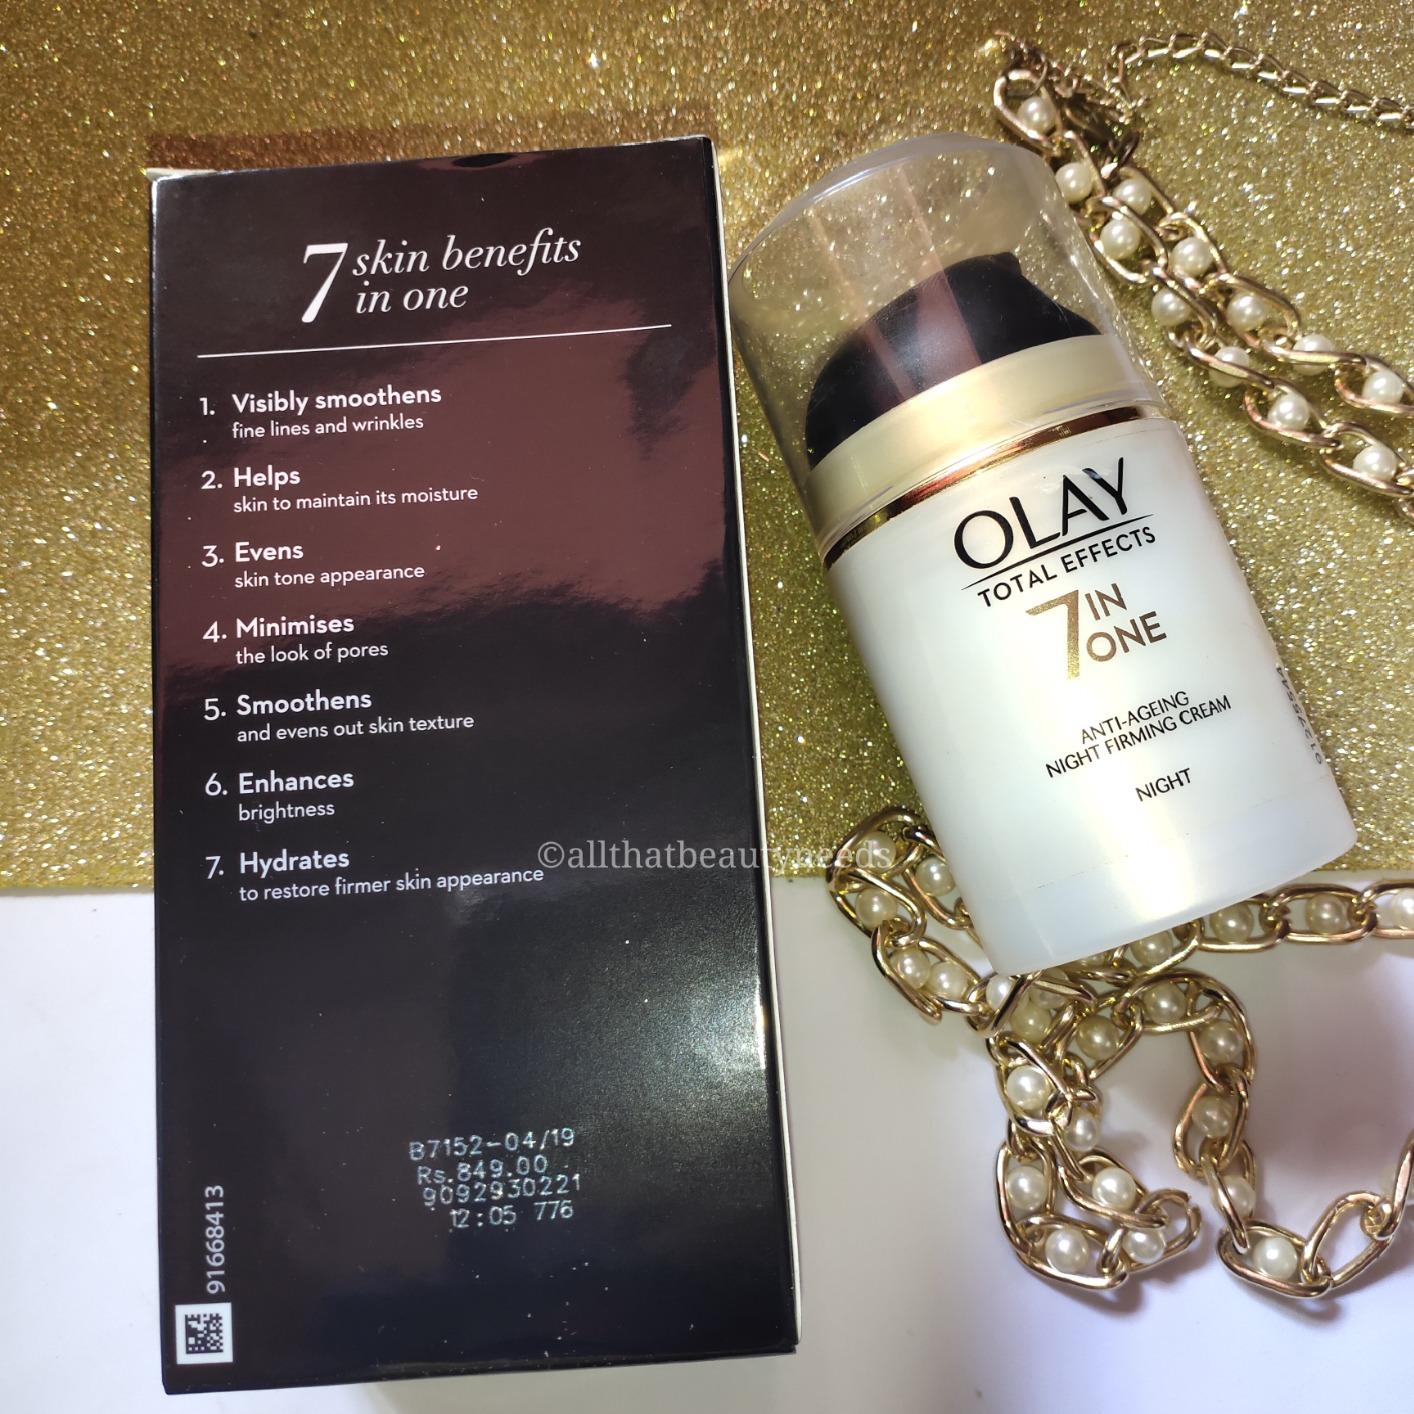 7 skin benefits
in one
1. Visibly smoothens
fine lines and wrinkles
2. Helps
skin to maintain its moisture
3. Evens
skin tone appearance
4. Minimises
the look of pores
5. Smoothens
and evens out skin texture
6. Enhances
brightness
7. Hydrates
to restore firmer skin appearance
B7152-04/19
Rs.849.00
9092930221
12:05 776
91668413
©allthatbeautyneeds
OLAY
TOTAL EFFECTS
7 IN
ONE
ANTI-AGEING
NIGHT FIRMING CREAM
NIGHT